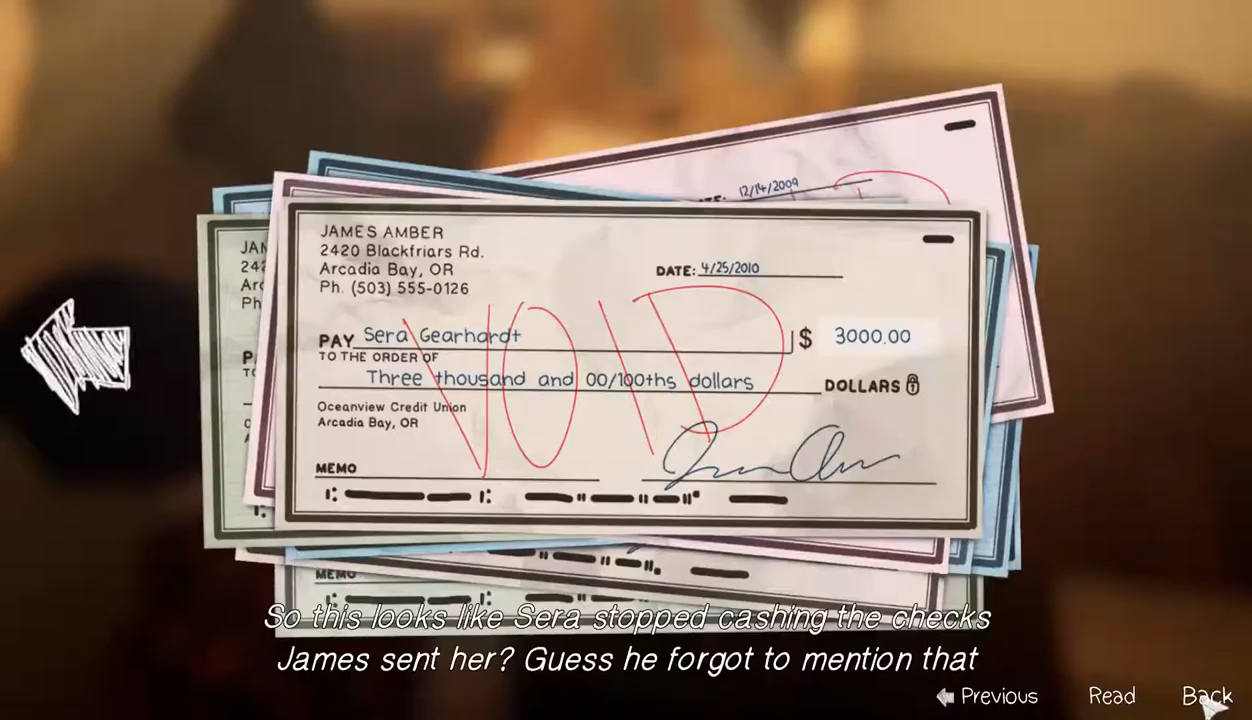 12/14/2009
JAMES AMBER
2420 Blackfriars Rd.
Arcadia Bay, OR
Ph. (503) 555-0126
DATE: 4/25/2010
PAY Sera Gearhardt $ 3000.00
TO THE ORDER OF
Three thousand and 00/100ths dollars DOLLARS
VOID
Oceanview Credit Union
Arcadia Bay, OR
MEMO
MEMO
So this looks like Sera stopped cashing the checks
James sent her? Guess he forgot to mention that
Previous Read Back